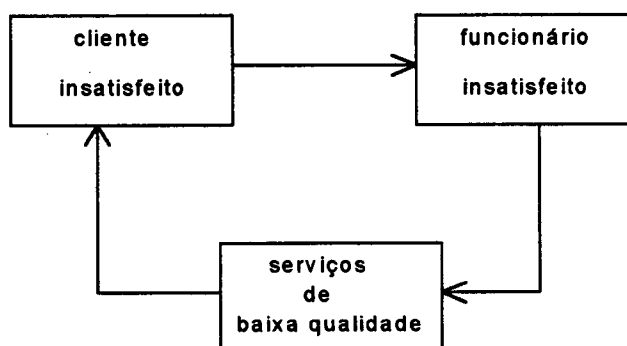 cliente
insatisfeito
funcionário
insatisfeito
serviços
de
baixa qualidade